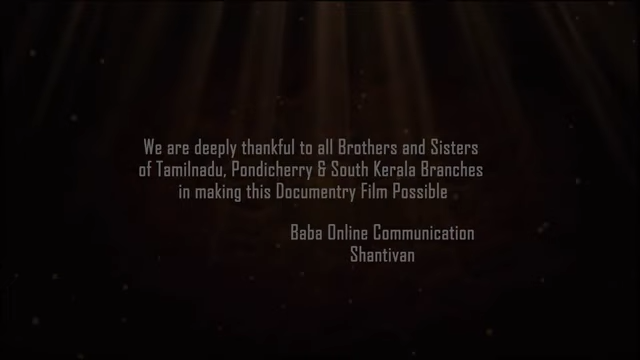 We are deeply thankful to all Brothers and Sisters
of Tamilnadu, Pondicherry & South Kerala Branches
in making this Documentry Film Possible
Baba Online Communication
Shantivan